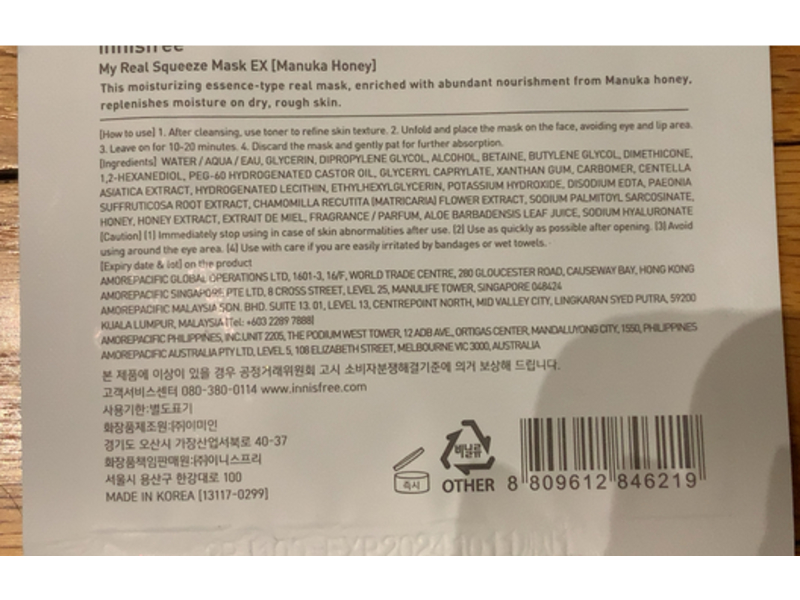 innisfree
My Real Squeeze Mask EX [Manuka Honey]
This moisturizing essence-type real mask, enriched with abundant nourishment from Manuka honey,
replenishes moisture on dry, rough skin.
[How to use] 1. After cleansing, use toner to refine skin texture. 2. Unfold and place the mask on the face, avoiding eye and lip area.
3. Leave on for 10-20 minutes. 4. Discard the mask and gently pat for further absorption.
[Ingredients] WATER / AQUA / EAU, GLYCERIN, DIPROPYLENE GLYCOL, ALCOHOL, BETAINE, BUTYLENE GLYCOL, DIMETHICONE,
1,2-HEXANEDIOL, PEG-60 HYDROGENATED CASTOR OIL, GLYCERYL CAPRYLATE, XANTHAN GUM, CARBOMER, CENTELLA
ASIATICA EXTRACT, HYDROGENATED LECITHIN, ETHYLHEXYLGLYCERIN, POTASSIUM HYDROXIDE, DISODIUM EDTA, PAEONIA
SUFFRUTICOSA ROOT EXTRACT, CHAMOMILLA RECUTITA (MATRICARIA) FLOWER EXTRACT, SODIUM PALMITOYL SARCOSINATE,
HONEY, HONEY EXTRACT, EXTRAIT DE MIEL, FRAGRANCE / PARFUM, ALOE BARBADENSIS LEAF JUICE, SODIUM HYALURONATE
[Caution] (1) Immediately stop using in case of skin abnormalities after use. (2) Use as quickly as possible after opening. (3) Avoid
using around the eye area. (4) Use with care if you are easily irritated by bandages or wet towels.
[Expiry date & lot] on the product
AMOREPACIFIC GLOBAL OPERATIONS LTD, 1601-3, 16/F, WORLD TRADE CENTRE, 280 GLOUCESTER ROAD, CAUSEWAY BAY, HONG KONG
AMOREPACIFIC SINGAPORE PTE LTD, 8 CROSS STREET, LEVEL 25, MANULIFE TOWER, SINGAPORE 048424
AMOREPACIFIC MALAYSIA SDN. BHD. SUITE 13. 01, LEVEL 13, CENTREPOINT NORTH, MID VALLEY CITY, LINGKARAN SYED PUTRA, 59200
KUALA LUMPUR, MALAYSIA [Tel: +603 2289 7888]
AMOREPACIFIC PHILIPPINES, INC.UNIT 2205, THE PODIUM WEST TOWER, 12 ADB AVE., ORTIGAS CENTER, MANDALUYONG CITY, 1550, PHILIPPINES
AMOREPACIFIC AUSTRALIA PTY LTD, LEVEL 5, 108 ELIZABETH STREET, MELBOURNE VIC 3000, AUSTRALIA
본 제품에 이상이 있을 경우 공정거래위원회 고시 소비자분쟁해결기준에 의거 보상해 드립니다.
고객서비스센터 080-380-0114 www.innisfree.com
사용기한:별도표기
화장품제조원:(주)이미인
경기도 오산시 가장산업서북로 40-37
화장품책임판매원:(주)이니스프리
서울시 용산구 한강대로 100
MADE IN KOREA [13117-0299]
즉시
비닐류
OTHER
8 809612 846219